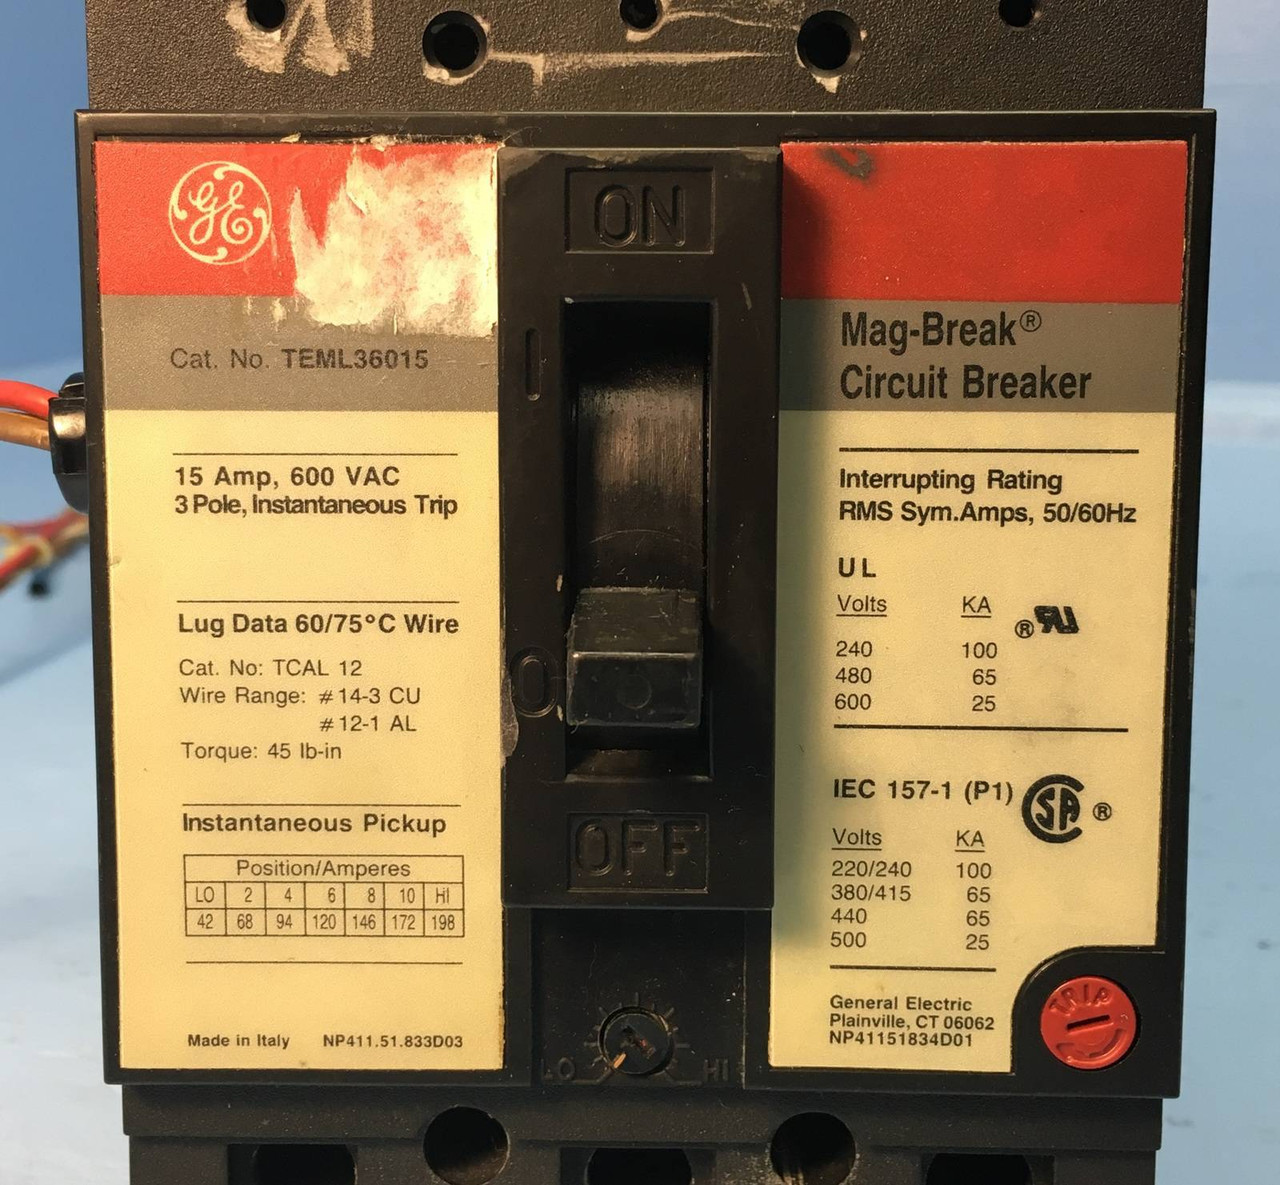 GE
Cat. No. TEML36015
15 Amp, 600 VAC
3 Pole, Instantaneous Trip
Lug Data 60/75°C Wire
Cat. No: TCAL 12
Wire Range: #14-3 CU
#12-1 AL
Torque: 45 lb-in
Instantaneous Pickup
Position/Amperes
LO 2 4 6 8 10 HI
42 68 94 120 146 172 198
Made in Italy NP411.51.833D03
ON
I
O
OFF
LO HI
Mag-Break®
Circuit Breaker
Interrupting Rating
RMS Sym.Amps, 50/60Hz
UL
Volts KA
240 100
480 65
600 25
® UR
IEC 157-1 (P1)
SA ®
Volts KA
220/240 100
380/415 65
440 65
500 25
General Electric
Plainville, CT 06062
NP41151834D01
TRIP